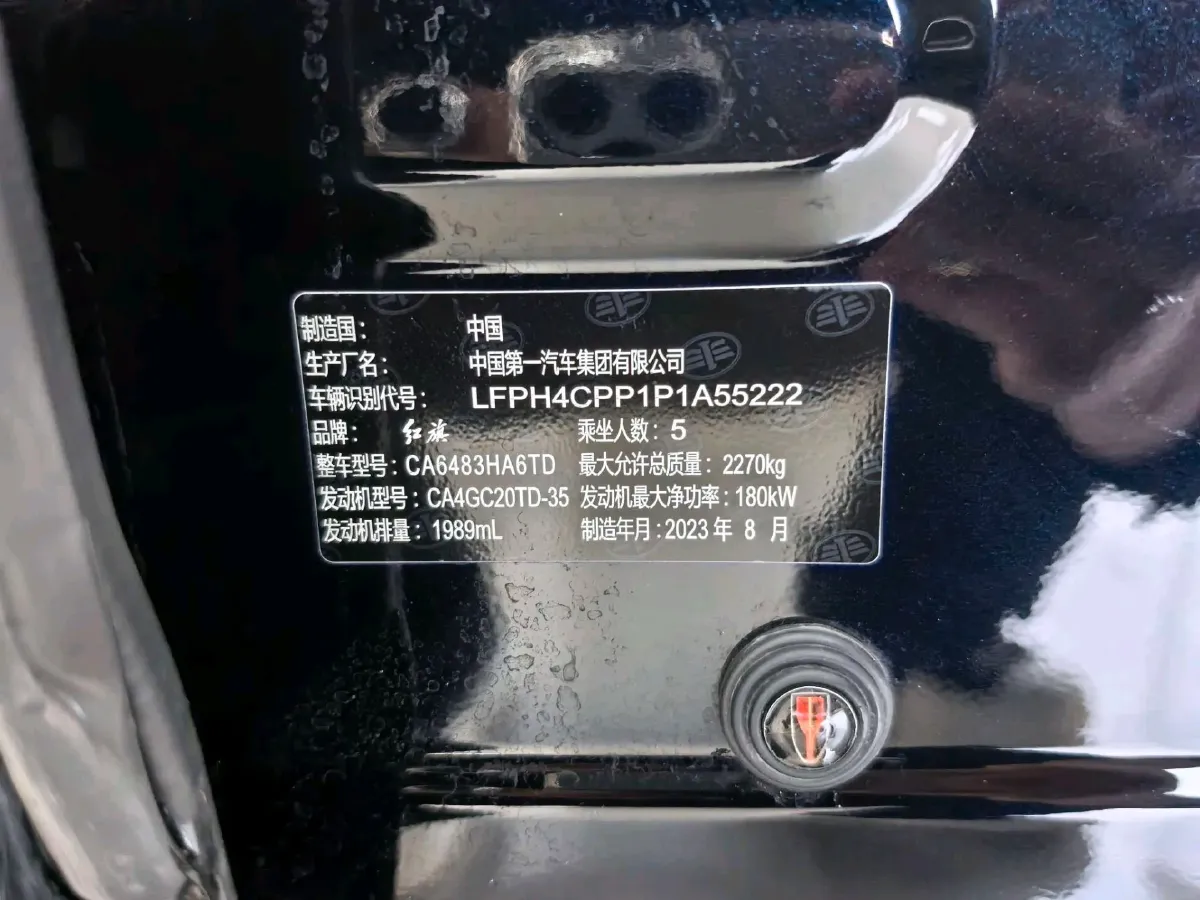 制造国： 中国
生产厂名： 中国第一汽车集团有限公司
车辆识别代号： LFPH4CPP1P1A55222
品牌： 红旗 乘坐人数：5
整车型号：CA6483HA6TD 最大允许总质量：2270kg
发动机型号：CA4GC20TD-35 发动机最大净功率：180kW
发动机排量：1989mL 制造年月：2023 年 8 月